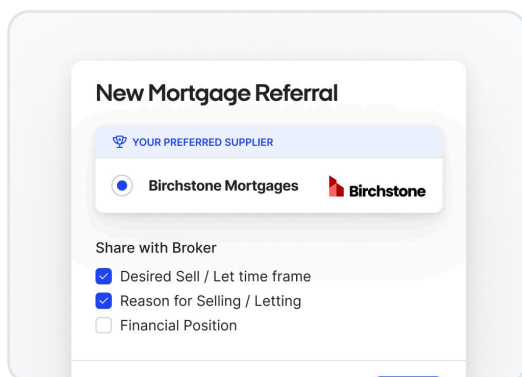 New Mortgage Referral
YOUR PREFERRED SUPPLIER
Birchstone Mortgages
Birchstone
Share with Broker
Desired Sell / Let time frame
Reason for Selling / Letting
Financial Position